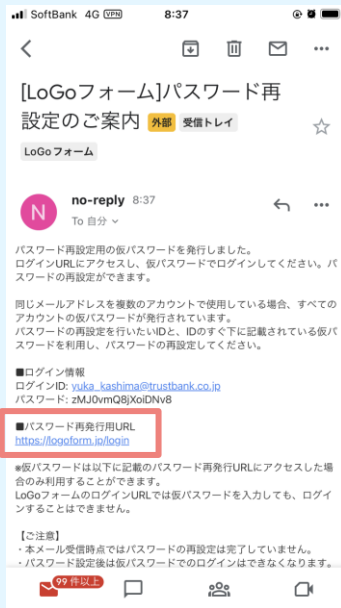 SoftBank 4G VPN 8:37
[LoGoフォーム]パスワード再
設定のご案内 外部 受信トレイ
LoGo フォーム
N
no-reply 8:37
To 自分
パスワード再設定用の仮パスワードを発行しました。
ログインURLにアクセスし、仮パスワードでログインしてください。パ
スワードの再設定ができます。
同じメールアドレスを複数のアカウントで使用している場合、すべての
アカウントの仮パスワードが発行されています。
パスワードの再設定を行いたいIDと、IDのすぐ下に記載されている仮パ
スワードを利用し、パスワードの再設定してください。
■ログイン情報
ログインID: yuka_kashima@trustbank.co.jp
パスワード: zMJ0vmQ8jXoiDNv8
■パスワード再発行用URL
https://logoform.jp/login
※仮パスワードは以下に記載のパスワード再発行URLにアクセスした場
合のみ利用することができます。
LoGoフォームのログインURLでは仮パスワードを入力しても、ログイ
ンすることはできません。
【ご注意】
・本メール受信時点ではパスワードの再設定は完了していません。
・パスワード設定後は仮パスワードでのログインはできなくなります。
99 件以上